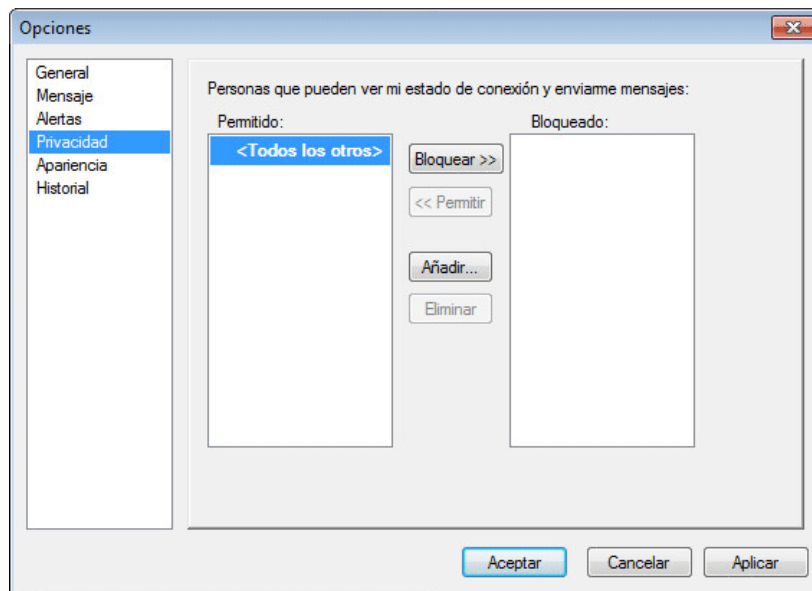 Opciones
General
Mensaje
Alertas
Privacidad
Apariencia
Historial
Personas que pueden ver mi estado de conexión y enviarme mensajes:
Permitido:
Bloqueado:
<Todos los otros>
Bloquear >>
<< Permitir
Añadir...
Eliminar
Aceptar
Cancelar
Aplicar